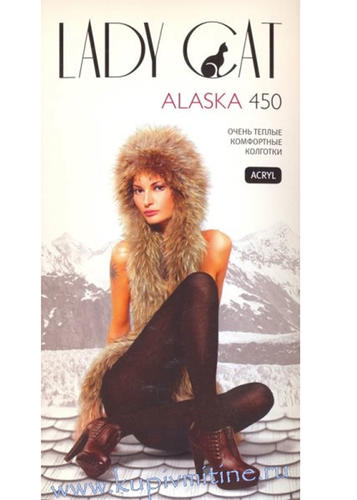 LADY CAT
ALASKA 450
ОЧЕНЬ ТЕПЛЫЕ
КОМФОРТНЫЕ
КОЛГОТКИ
ACRYL
www.kupivmitine.ru